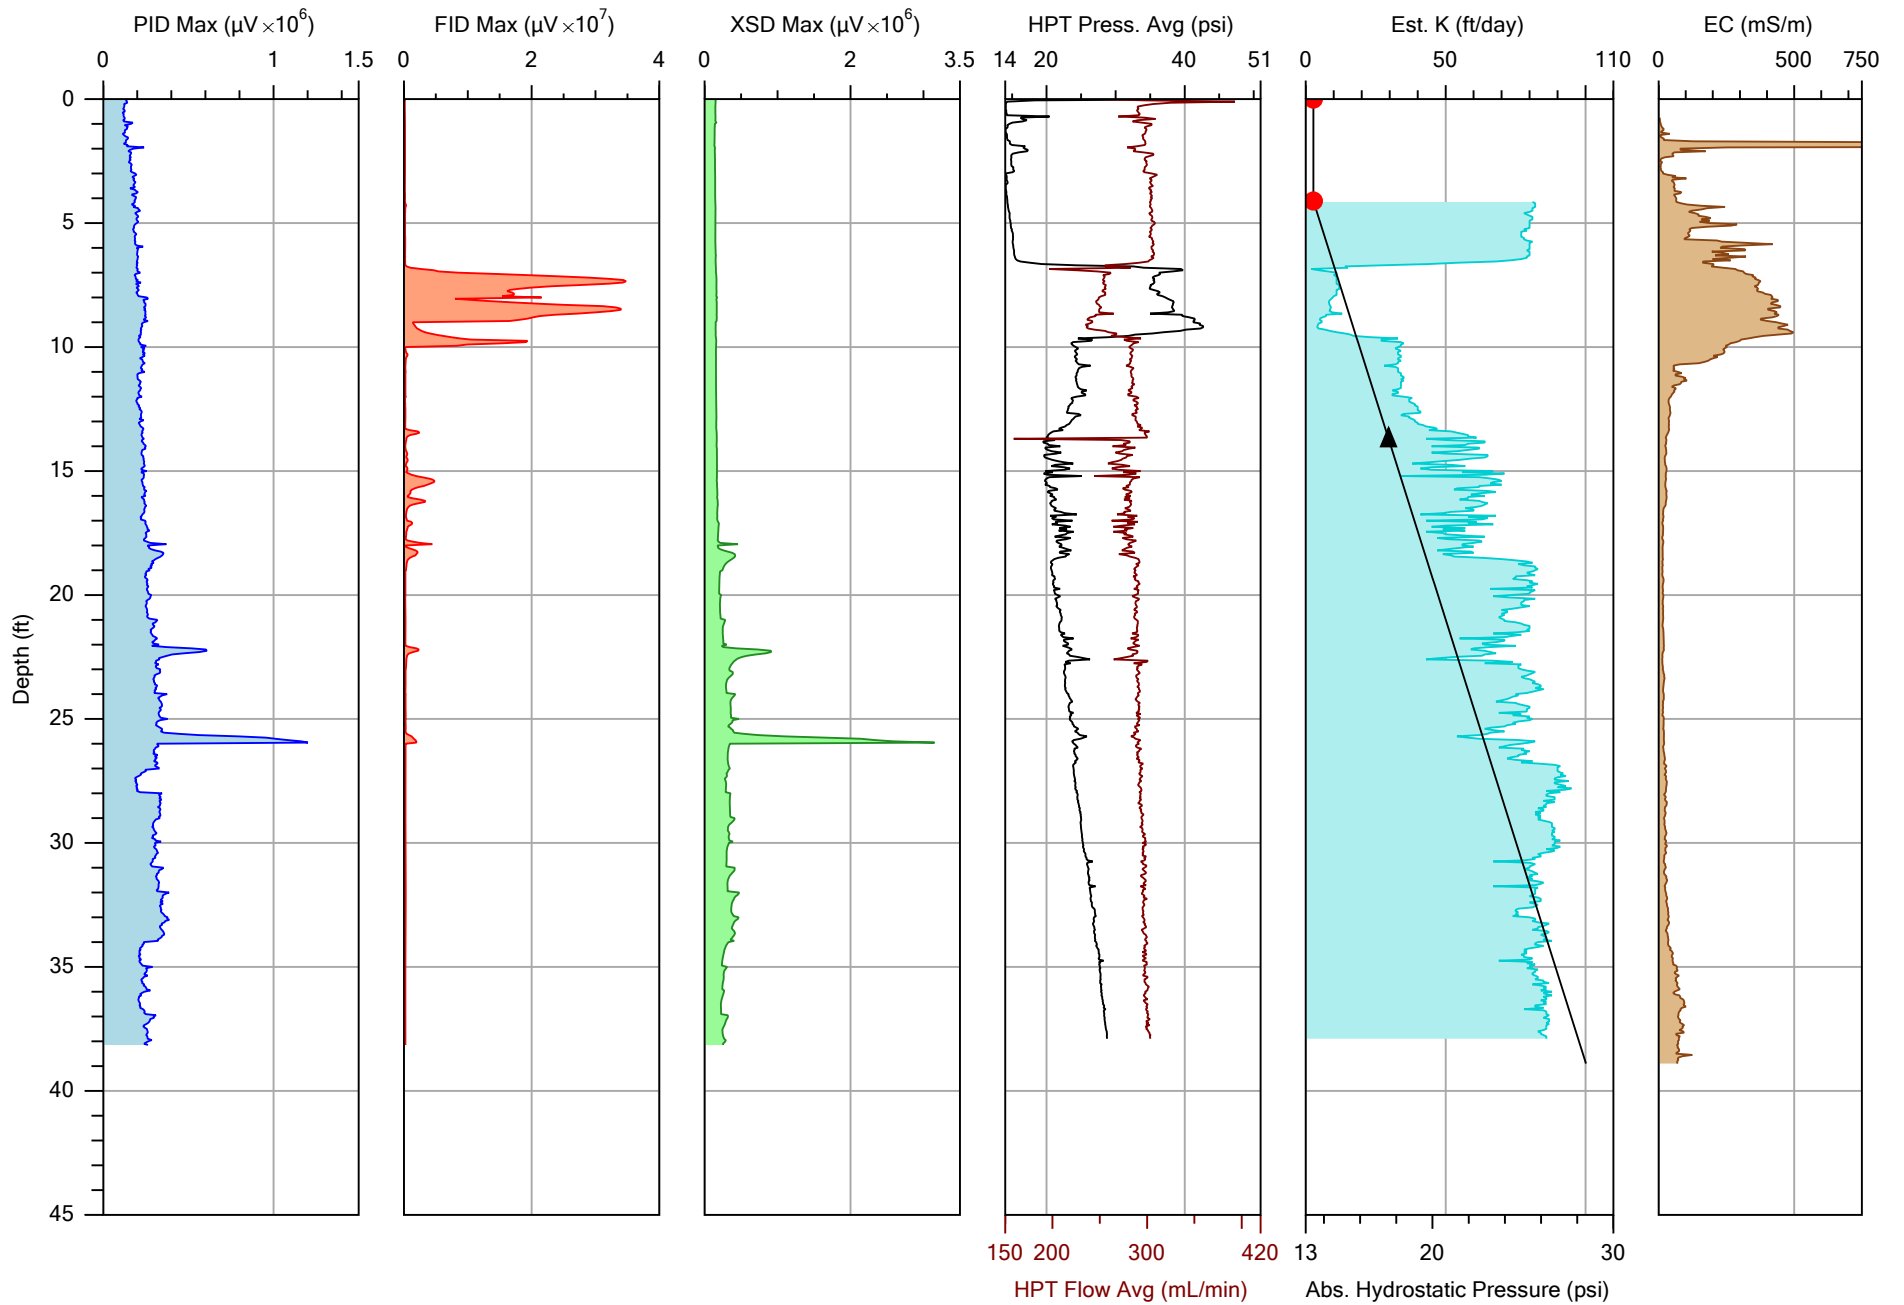 PID Max (µV ×10⁶) FID Max (µV ×10⁷) XSD Max (µV ×10⁶) HPT Press. Avg (psi) Est. K (ft/day) EC (mS/m)
0 1 1.5 0 2 4 0 2 3.5 14 20 40 51 0 50 110 0 500 750
0
5
10
15
20
25
30
35
40
45
Depth (ft)
150 200 300 420 13 20 30
HPT Flow Avg (mL/min) Abs. Hydrostatic Pressure (psi)